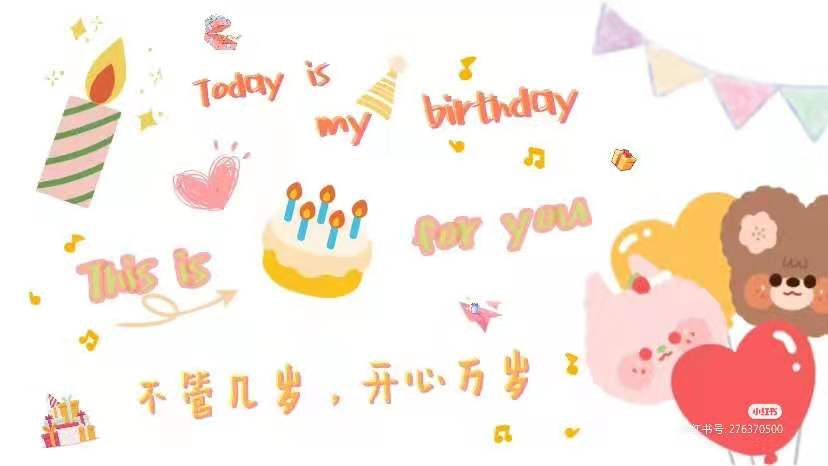 Today is
my birthday
This is for you
不管几岁，开心万岁
小红书
红书号: 276370500